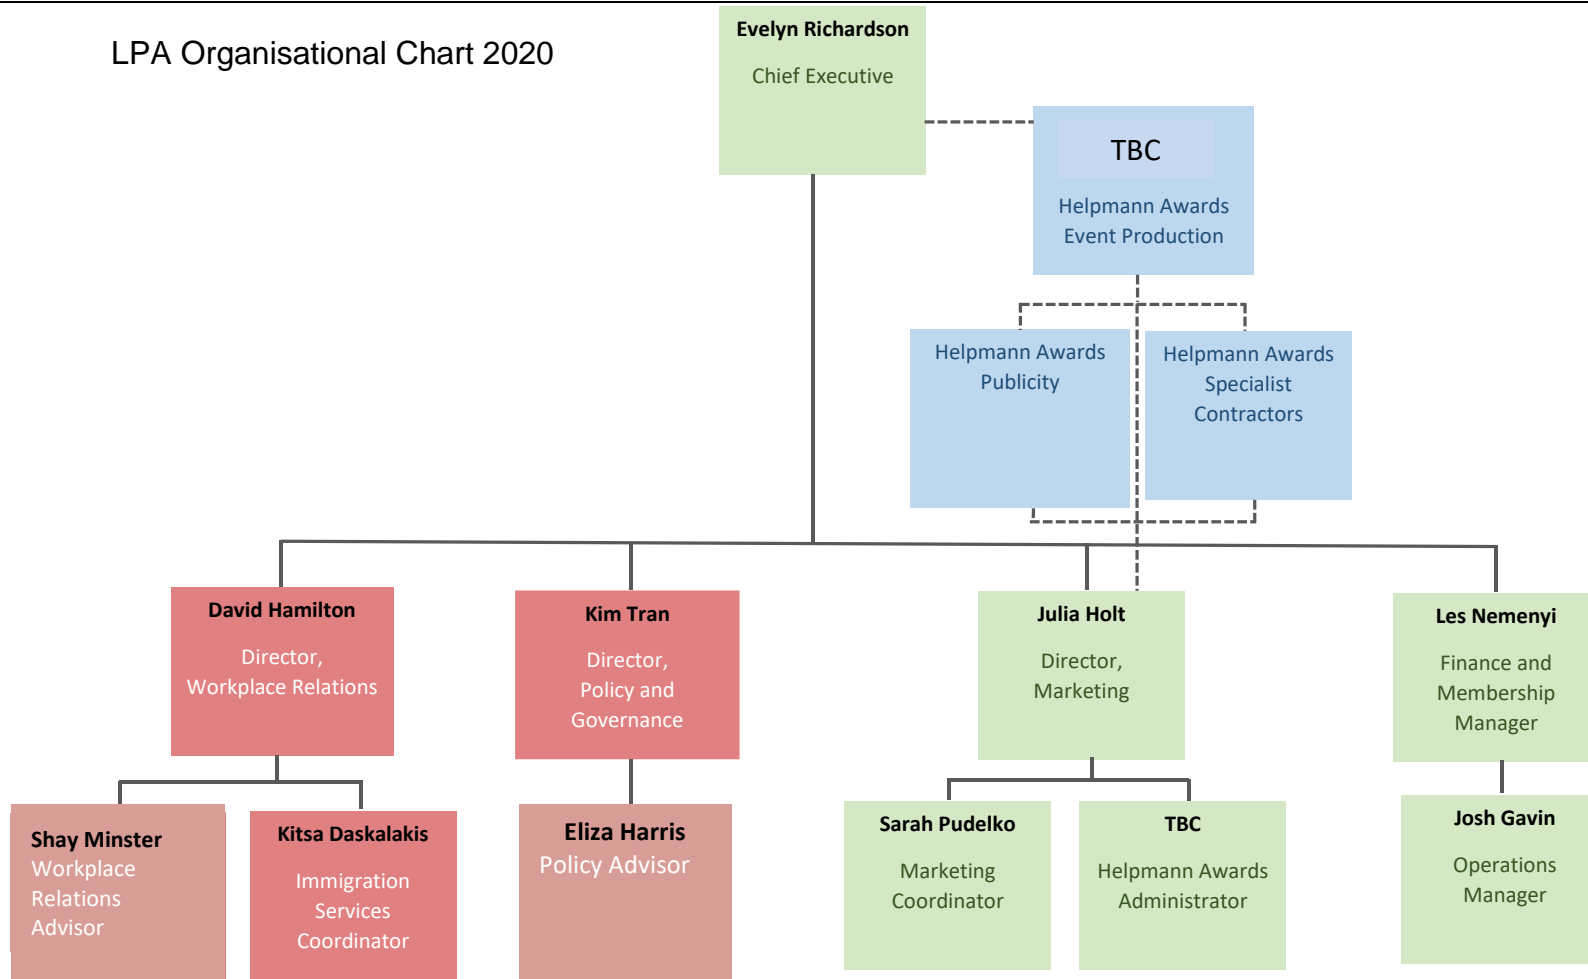 LPA Organisational Chart 2020
Evelyn Richardson
Chief Executive
TBC
Helpmann Awards
Event Production
Helpmann Awards
Publicity
Helpmann Awards
Specialist
Contractors
David Hamilton
Director,
Workplace Relations
Kim Tran
Director,
Policy and
Governance
Julia Holt
Director,
Marketing
Les Nemenyi
Finance and
Membership
Manager
Shay Minster
Workplace
Relations
Advisor
Kitsa Daskalakis
Immigration
Services
Coordinator
Eliza Harris
Policy Advisor
Sarah Pudelko
Marketing
Coordinator
TBC
Helpmann Awards
Administrator
Josh Gavin
Operations
Manager